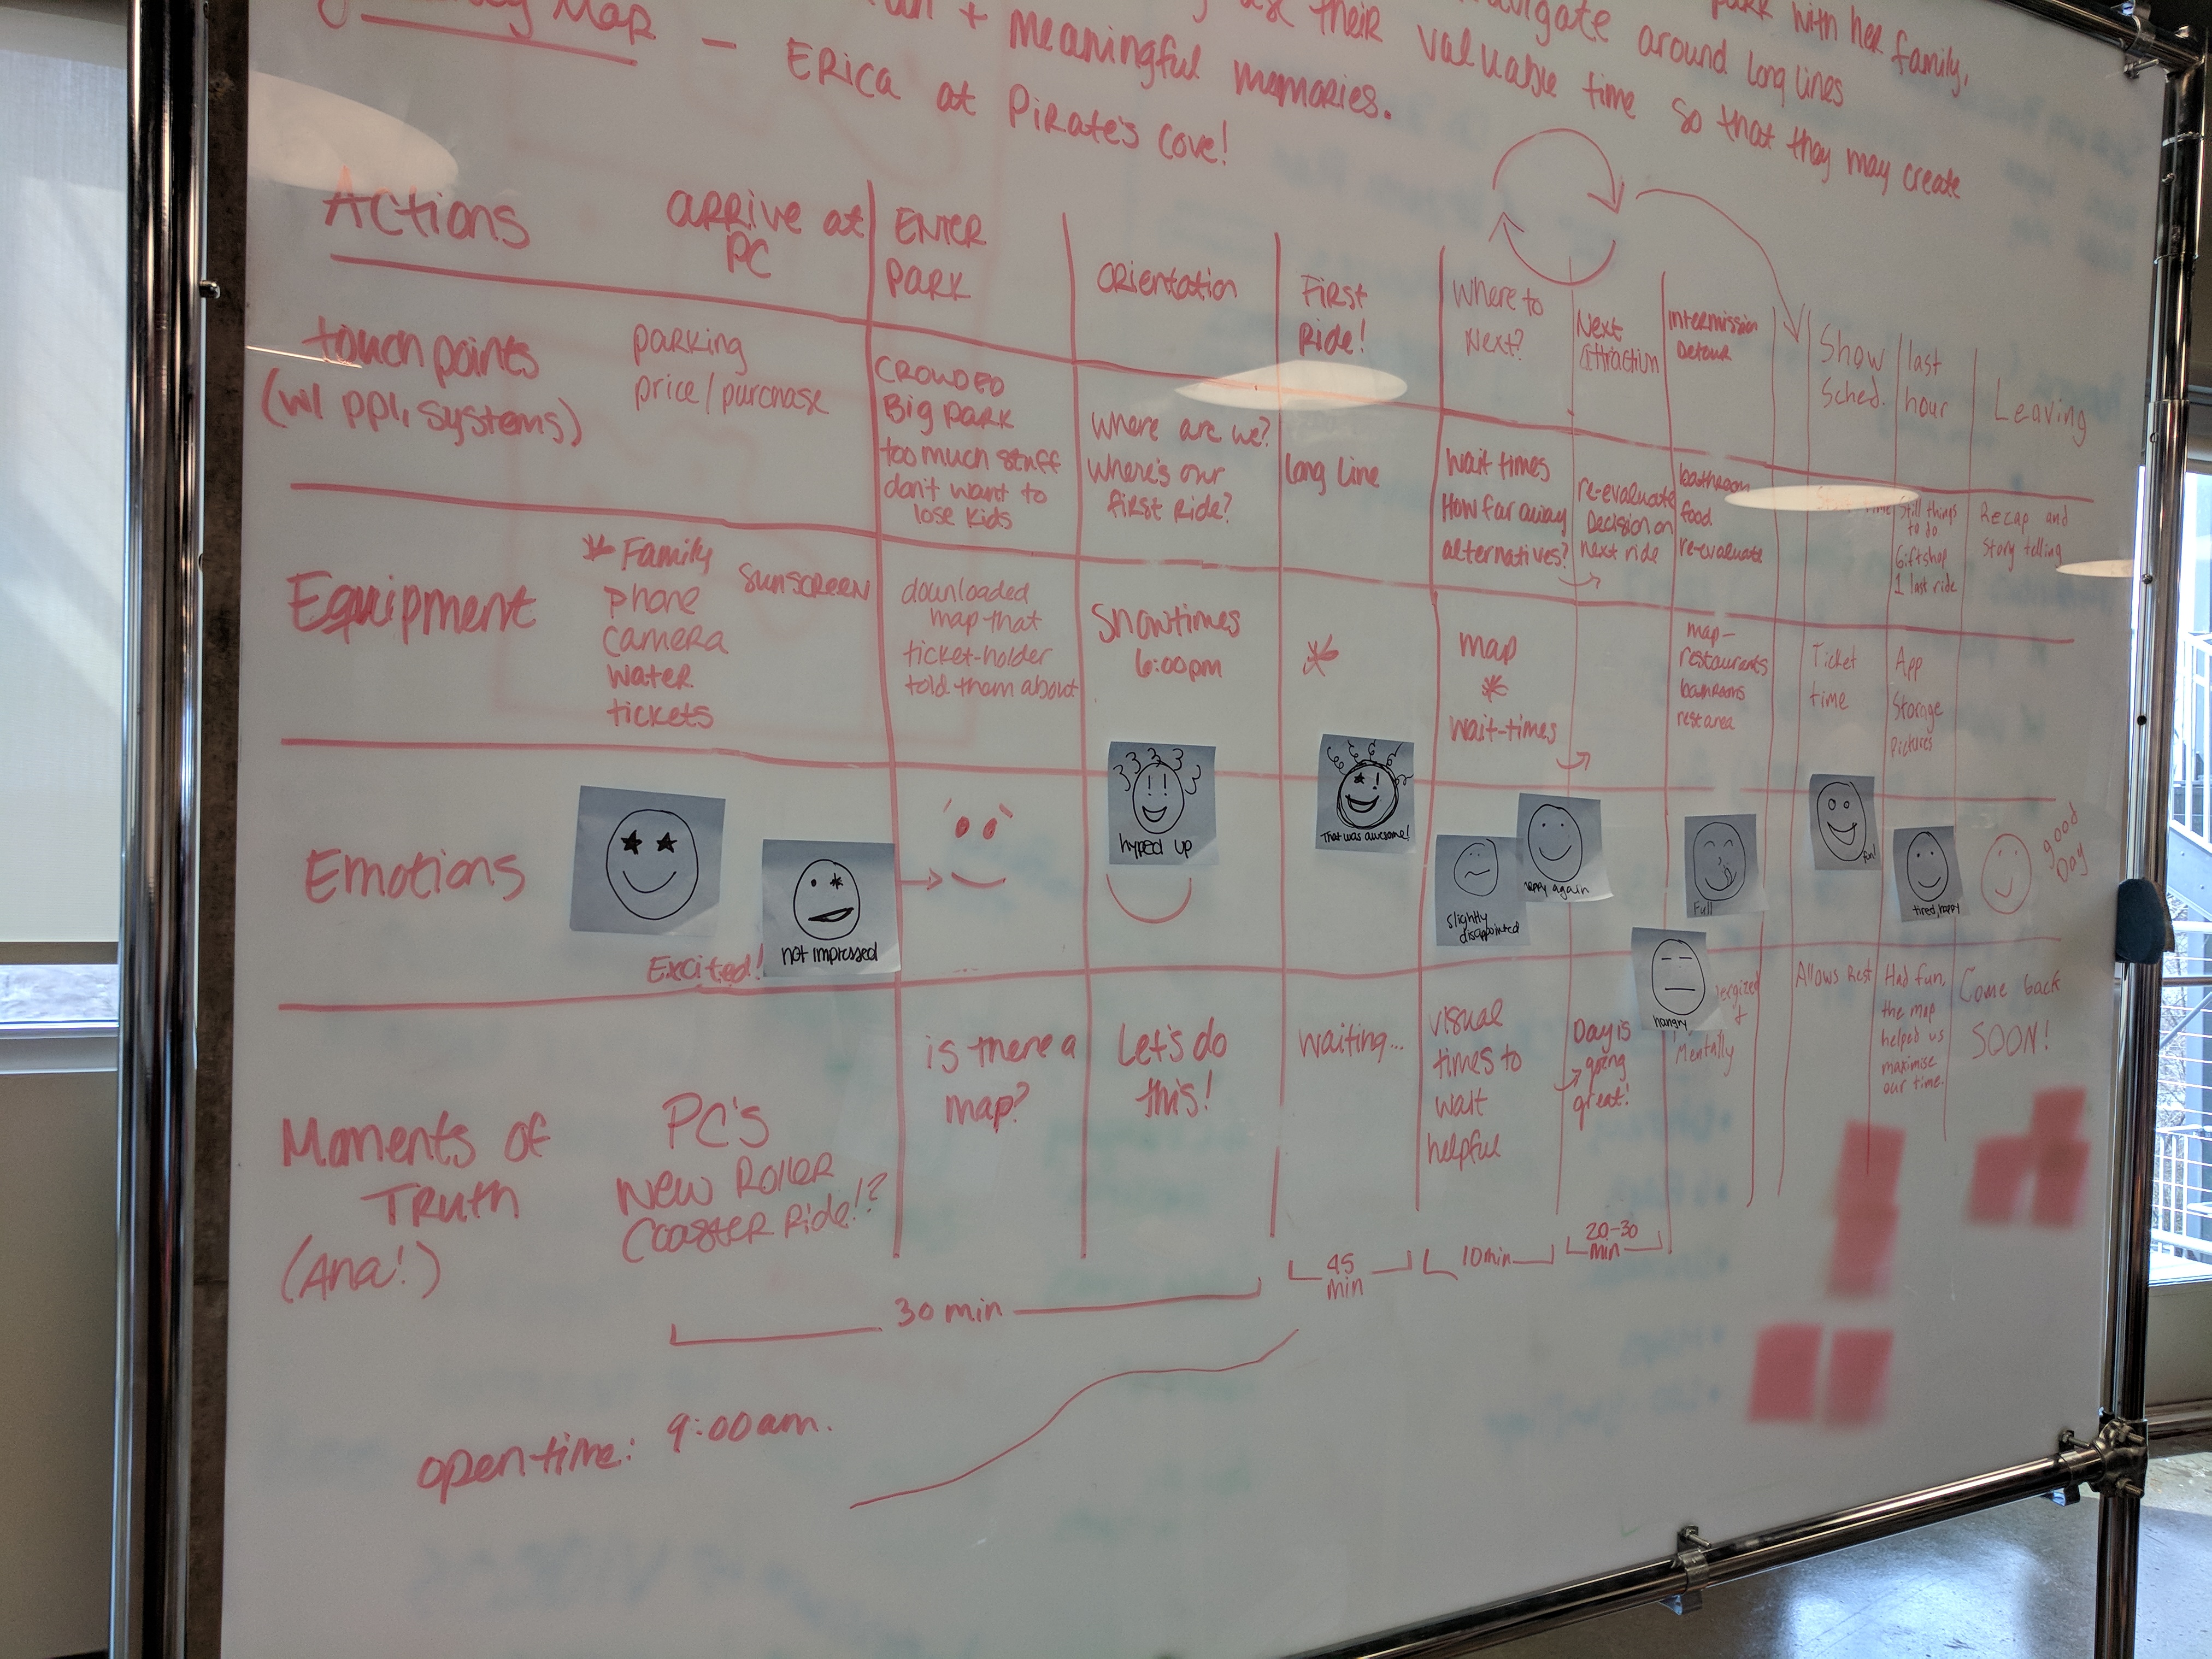 park with her family,
navigate around long lines
their valuable time so that they may create
+ meaningful memories.
Map - Erica at Pirate's Cove!
Actions
arrive at
PC
ENTER
PARK
orientation
First
Ride!
Where to
Next?
Next
attraction
intermission
Detour
Show
Sched.
last
hour
Leaving
touch points
(w/ ppl, systems)
parking
price/purchase
CROWDED
Big park
too much stuff
don't want to
lose kids
Where are we?
Where's our
first ride?
long line
Wait times
How far away
alternatives?
re-evaluate
Decision on
next ride
bathroom
food
re-evaluate
Still things
to do
Giftshop
1 last ride
Recap and
Story telling
Equipment
* Family
phone
camera
water
tickets
SUNSCREEN
downloaded
map that
ticket-holder
told them about
Showtimes
6:00pm
*
map
*
wait-times
map-
restaurants
bathrooms
rest area
Ticket
time
App
Storage
Pictures
Emotions
Excited!
not impressed
hyped up
That was awesome!
slightly
disappointed
happy again
hangry
Full
fun!
tired, happy
good
Day
Moments of
Truth
(Ana!)
PC's
New Roller
Coaster Ride!?
is there a
map?
Let's do
this!
waiting...
visual
times to
wait
helpful
Day is
going
great!
Mentally
Allows Rest
Had fun,
the map
helped us
maximise
our time.
Come back
SOON!
30 min
45
min
10min
20-30
min
open time: 9:00am.